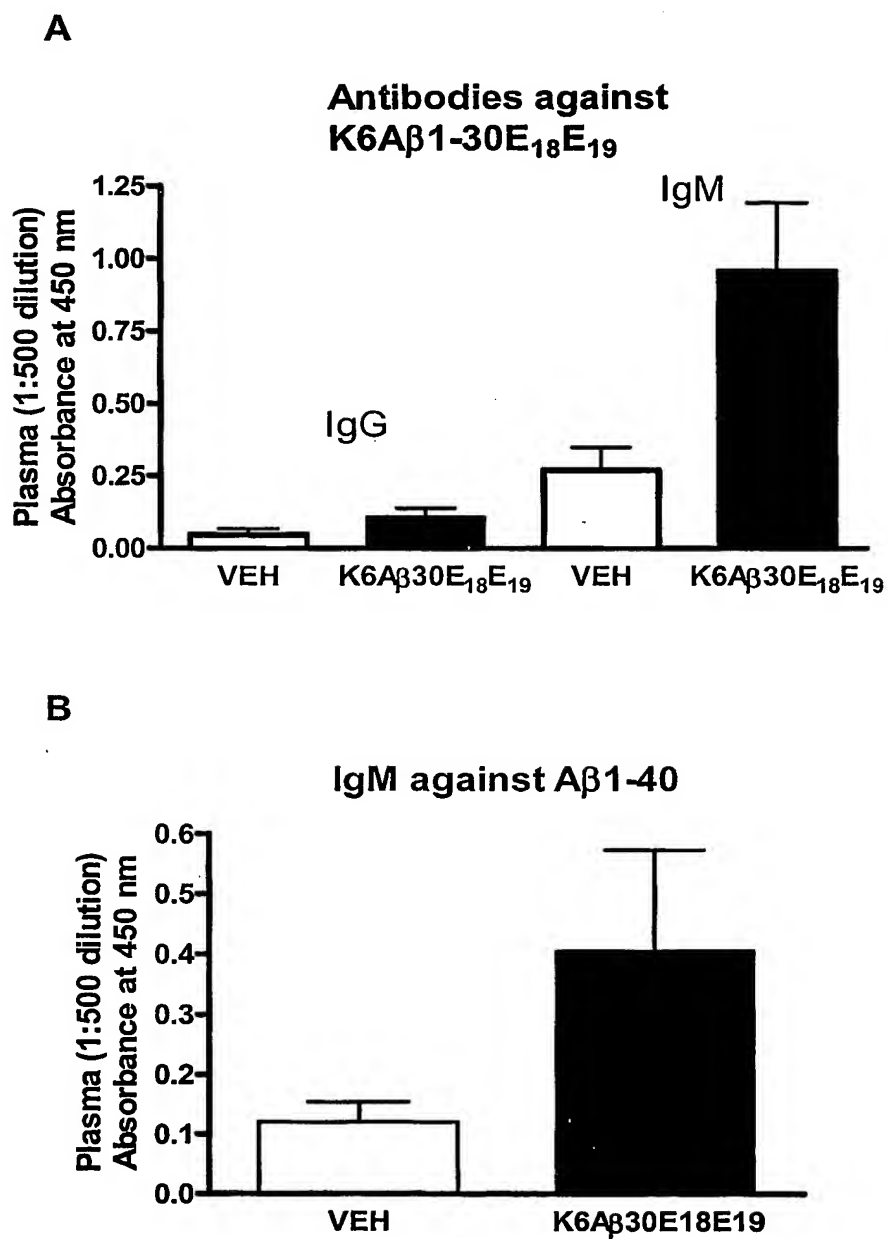 A
Antibodies against
K6Aβ1-30E₁₈E₁₉
Plasma (1:500 dilution)
Absorbance at 450 nm
1.25
1.00
0.75
0.50
0.25
0.00
IgG
IgM
VEH
K6Aβ30E₁₈E₁₉
VEH
K6Aβ30E₁₈E₁₉
B
IgM against Aβ1-40
Plasma (1:500 dilution)
Absorbance at 450 nm
0.6
0.5
0.4
0.3
0.2
0.1
0.0
VEH
K6Aβ30E18E19